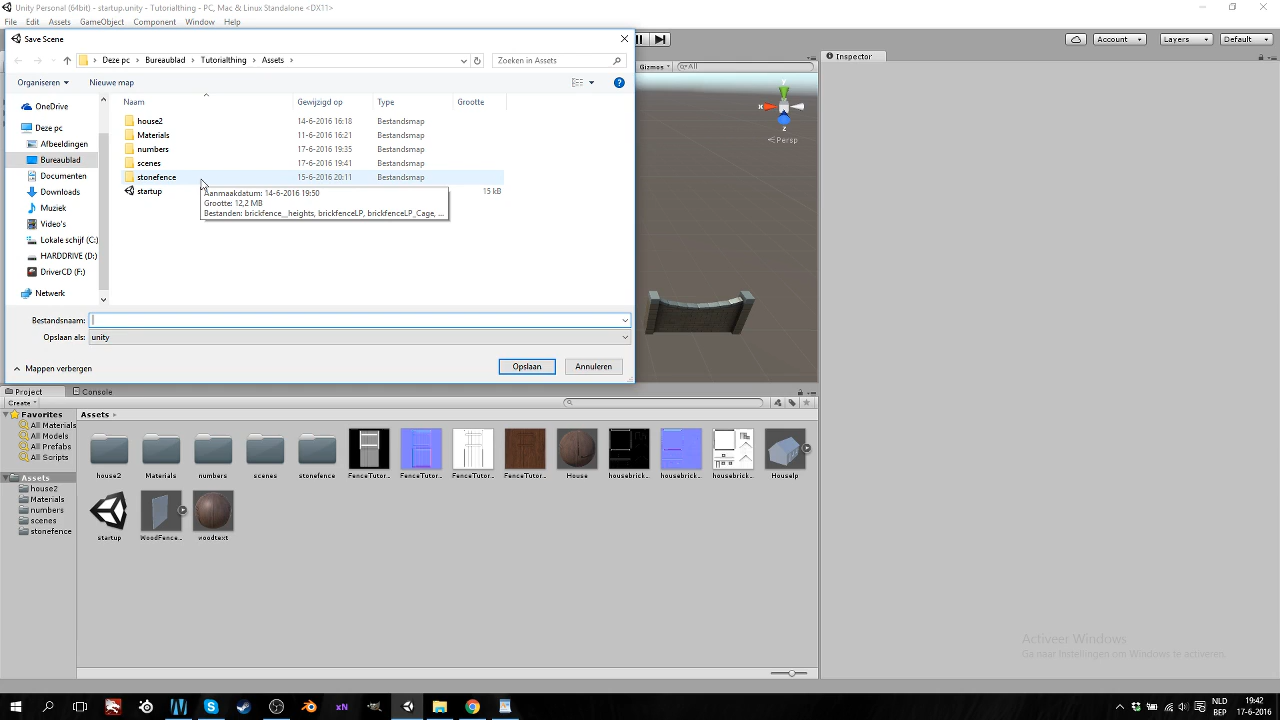 Unity Personal (64bit) - startup.unity - Tutorialthing - PC, Mac & Linux Standalone <DX11>
File Edit Assets GameObject Component Window Help
Save Scene
Account Layers Default
Deze pc Bureaublad Tutorialthing Assets Zoeken in Assets
Gizmos All Inspector
Organiseren Nieuwe map
Naam Gewijzigd op Type Grootte
OneDrive
house2 14-6-2016 16:18 Bestandsmap
Deze pc
Materials 11-6-2016 16:21 Bestandsmap
Afbeeldingen
numbers 17-6-2016 19:35 Bestandsmap
Bureaublad
scenes 17-6-2016 19:41 Bestandsmap
Documenten
stonefence 15-6-2016 20:11 Bestandsmap
Downloads
startup 15 kB
Aanmaakdatum: 14-6-2016 19:50
Grootte: 12,2 MB
Bestanden: brickfence_heights, brickfenceLP, brickfenceLP_Cage, ...
Muziek
Video's
Lokale schijf (C:)
HARDDRIVE (D:)
DriverCD (F:)
Netwerk
y
x
z
Persp
Bestandsnaam:
Opslaan als: unity
Mappen verbergen Opslaan Annuleren
Project Console
Create
Favorites Assets
All Materials
All Models
All Prefabs
All Scripts
Assets
house2
Materials
numbers
scenes
stonefence
house2 Materials numbers scenes stonefence FenceTutor... FenceTutor... FenceTutor... FenceTutor... House housebrick... housebrick... housebrick... Houselp
startup WoodFence... woodtext
Activeer Windows
Ga naar Instellingen om Windows te activeren.
NLD 19:42
BEP 17-6-2016